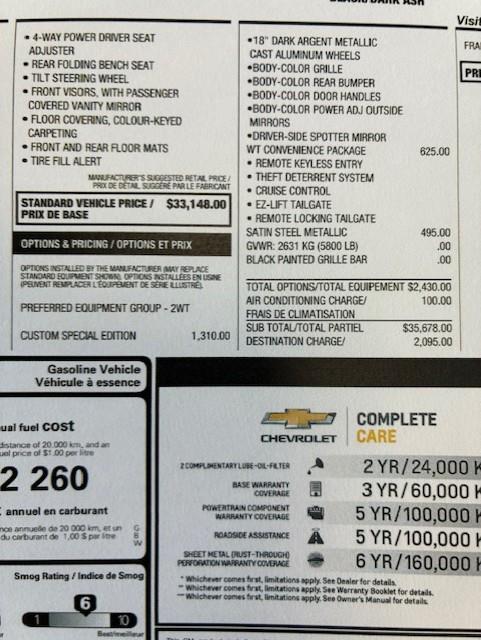 BLACK/DARK ASH
Visit
• 4-WAY POWER DRIVER SEAT
ADJUSTER
• REAR FOLDING BENCH SEAT
• TILT STEERING WHEEL
• FRONT VISORS, WITH PASSENGER
COVERED VANITY MIRROR
• FLOOR COVERING, COLOUR-KEYED
CARPETING
• FRONT AND REAR FLOOR MATS
• TIRE FILL ALERT
MANUFACTURER'S SUGGESTED RETAIL PRICE /
PRIX DE DÉTAIL SUGGÉRÉ PAR LE FABRICANT
STANDARD VEHICLE PRICE / $33,148.00
PRIX DE BASE
OPTIONS & PRICING / OPTIONS ET PRIX
OPTIONS INSTALLED BY THE MANUFACTURER (MAY REPLACE
STANDARD EQUIPMENT SHOWN). OPTIONS INSTALLÉES EN USINE
(PEUVENT REMPLACER L'ÉQUIPEMENT DE SÉRIE ILLUSTRÉ).
PREFERRED EQUIPMENT GROUP - 2WT
CUSTOM SPECIAL EDITION 1,310.00
• 18" DARK ARGENT METALLIC
CAST ALUMINUM WHEELS
•BODY-COLOR GRILLE
•BODY-COLOR REAR BUMPER
•BODY-COLOR DOOR HANDLES
•BODY-COLOR POWER ADJ OUTSIDE
MIRRORS
•DRIVER-SIDE SPOTTER MIRROR
WT CONVENIENCE PACKAGE 625.00
• REMOTE KEYLESS ENTRY
• THEFT DETERRENT SYSTEM
• CRUISE CONTROL
• EZ-LIFT TAILGATE
• REMOTE LOCKING TAILGATE
SATIN STEEL METALLIC 495.00
GVWR: 2631 KG (5800 LB) .00
BLACK PAINTED GRILLE BAR .00
TOTAL OPTIONS/TOTAL EQUIPEMENT $2,430.00
AIR CONDITIONING CHARGE/ 100.00
FRAIS DE CLIMATISATION
SUB TOTAL/TOTAL PARTIEL $35,678.00
DESTINATION CHARGE/ 2,095.00
FRA
PRI
Gasoline Vehicle
Véhicule à essence
ual fuel COST
distance of 20,000 km, and an
uel price of $1.00 per litre
2 260
annuel en carburant
nce annuelle de 20 000 km, et un
du carburant de 1,00 $ par litre
G
B
W
Smog Rating / Indice de Smog
6
1 10
Best/meilleur
CHEVROLET
COMPLETE
CARE
2 COMPLIMENTARY LUBE-OIL-FILTER 2 YR/24,000 K
BASE WARRANTY
COVERAGE 3 YR/60,000 K
POWERTRAIN COMPONENT
WARRANTY COVERAGE 5 YR/100,000 K
ROADSIDE ASSISTANCE 5 YR/100,000 K
SHEET METAL (RUST-THROUGH)
PERFORATION WARRANTY COVERAGE 6 YR/160,000 K
* Whichever comes first, limitations apply. See Dealer for details.
** Whichever comes first, limitations apply. See Warranty Booklet for details.
*** Whichever comes first, limitations apply. See Owner's Manual for details.